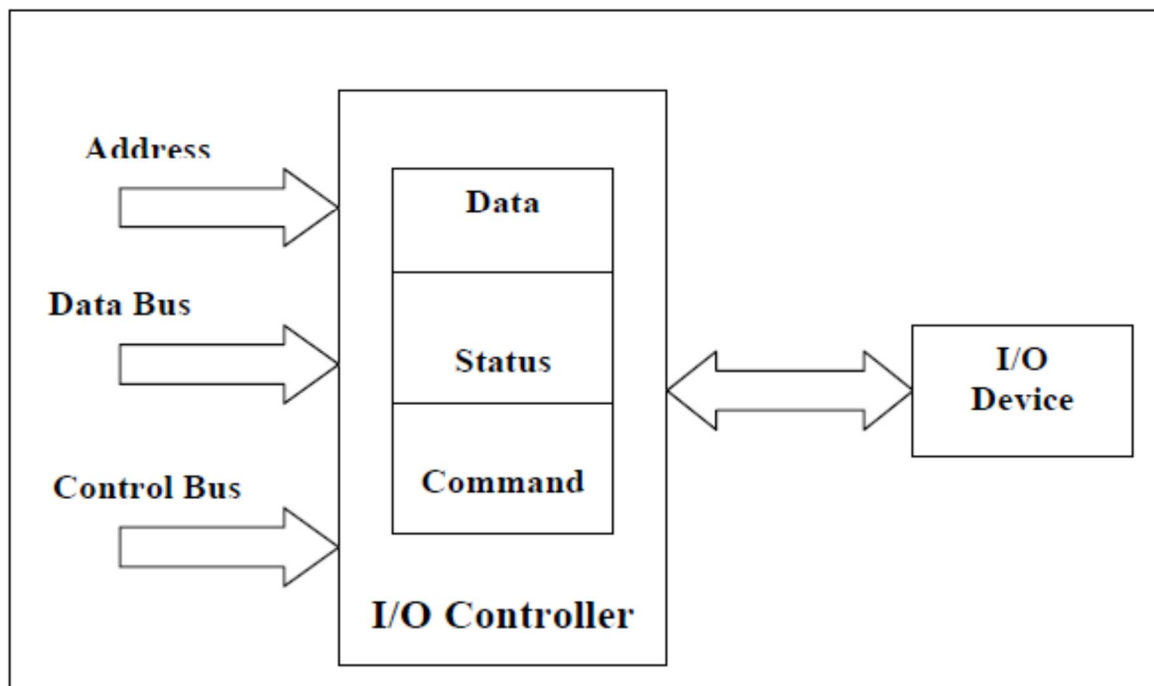 Address
Data Bus
Control Bus
Data
Status
Command
I/O Controller
I/O
Device